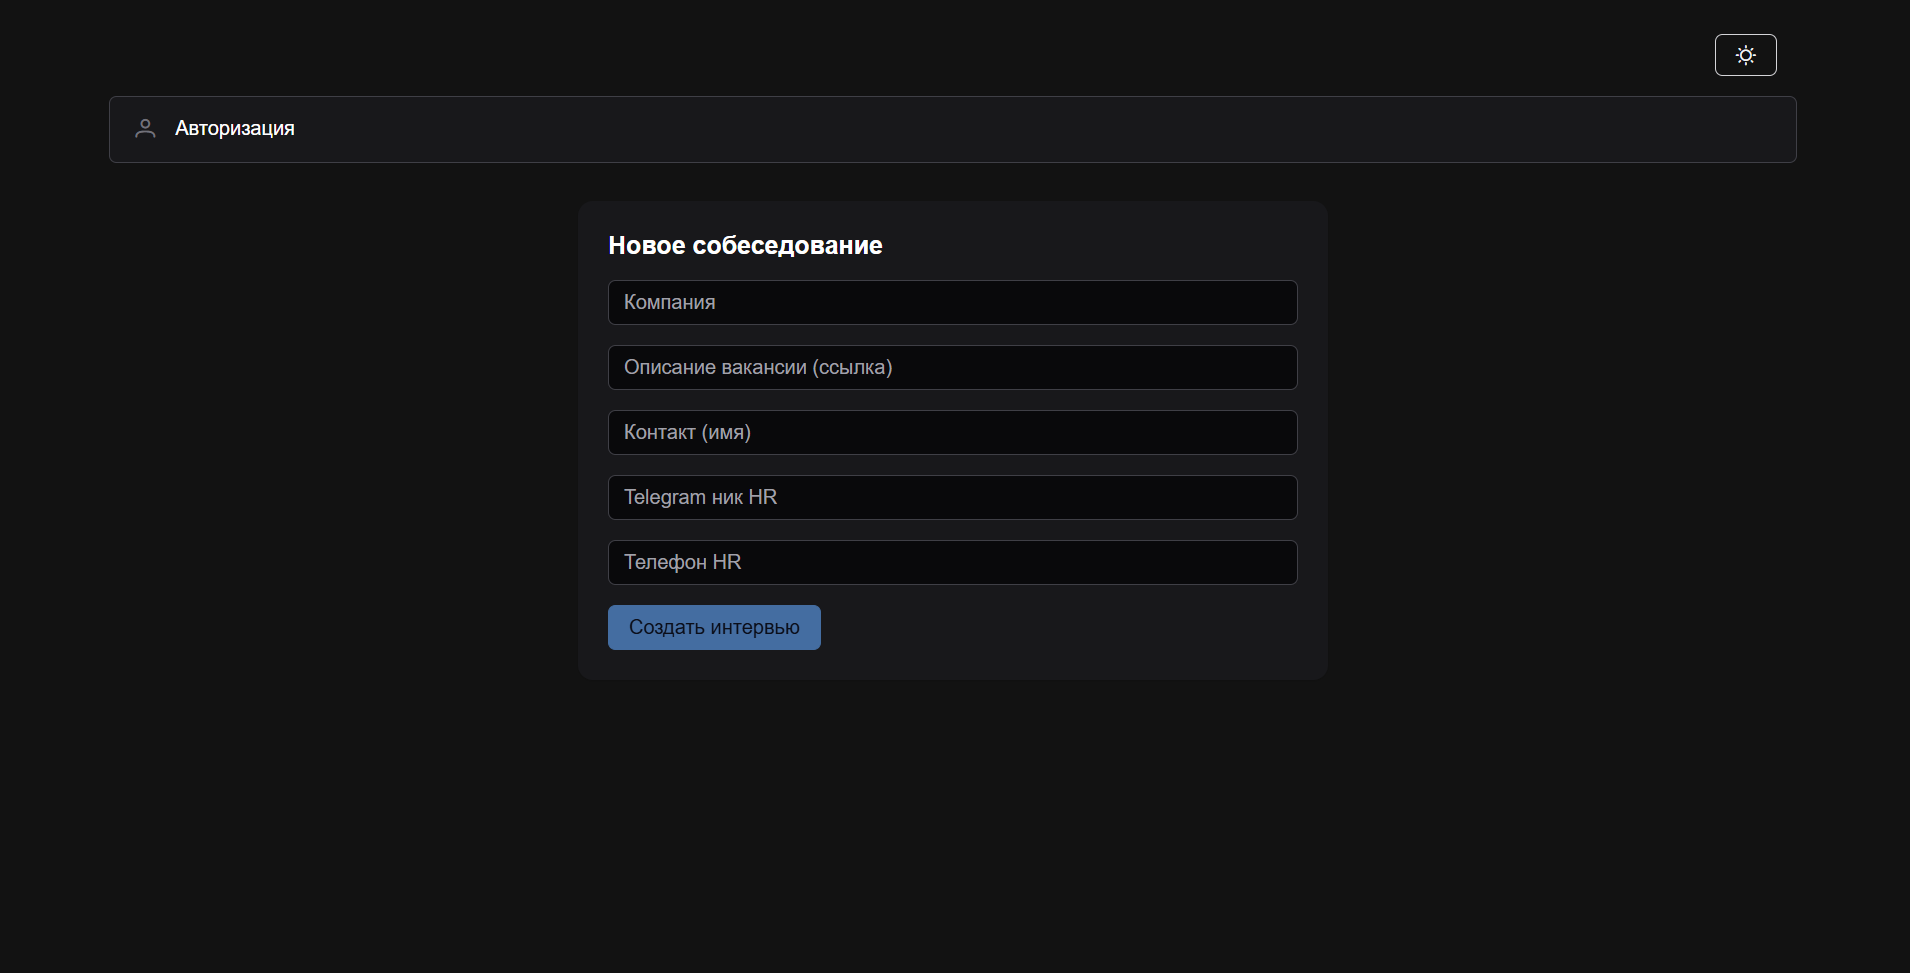 Авторизация
Новое собеседование
Компания
Описание вакансии (ссылка)
Контакт (имя)
Telegram ник HR
Телефон HR
Создать интервью